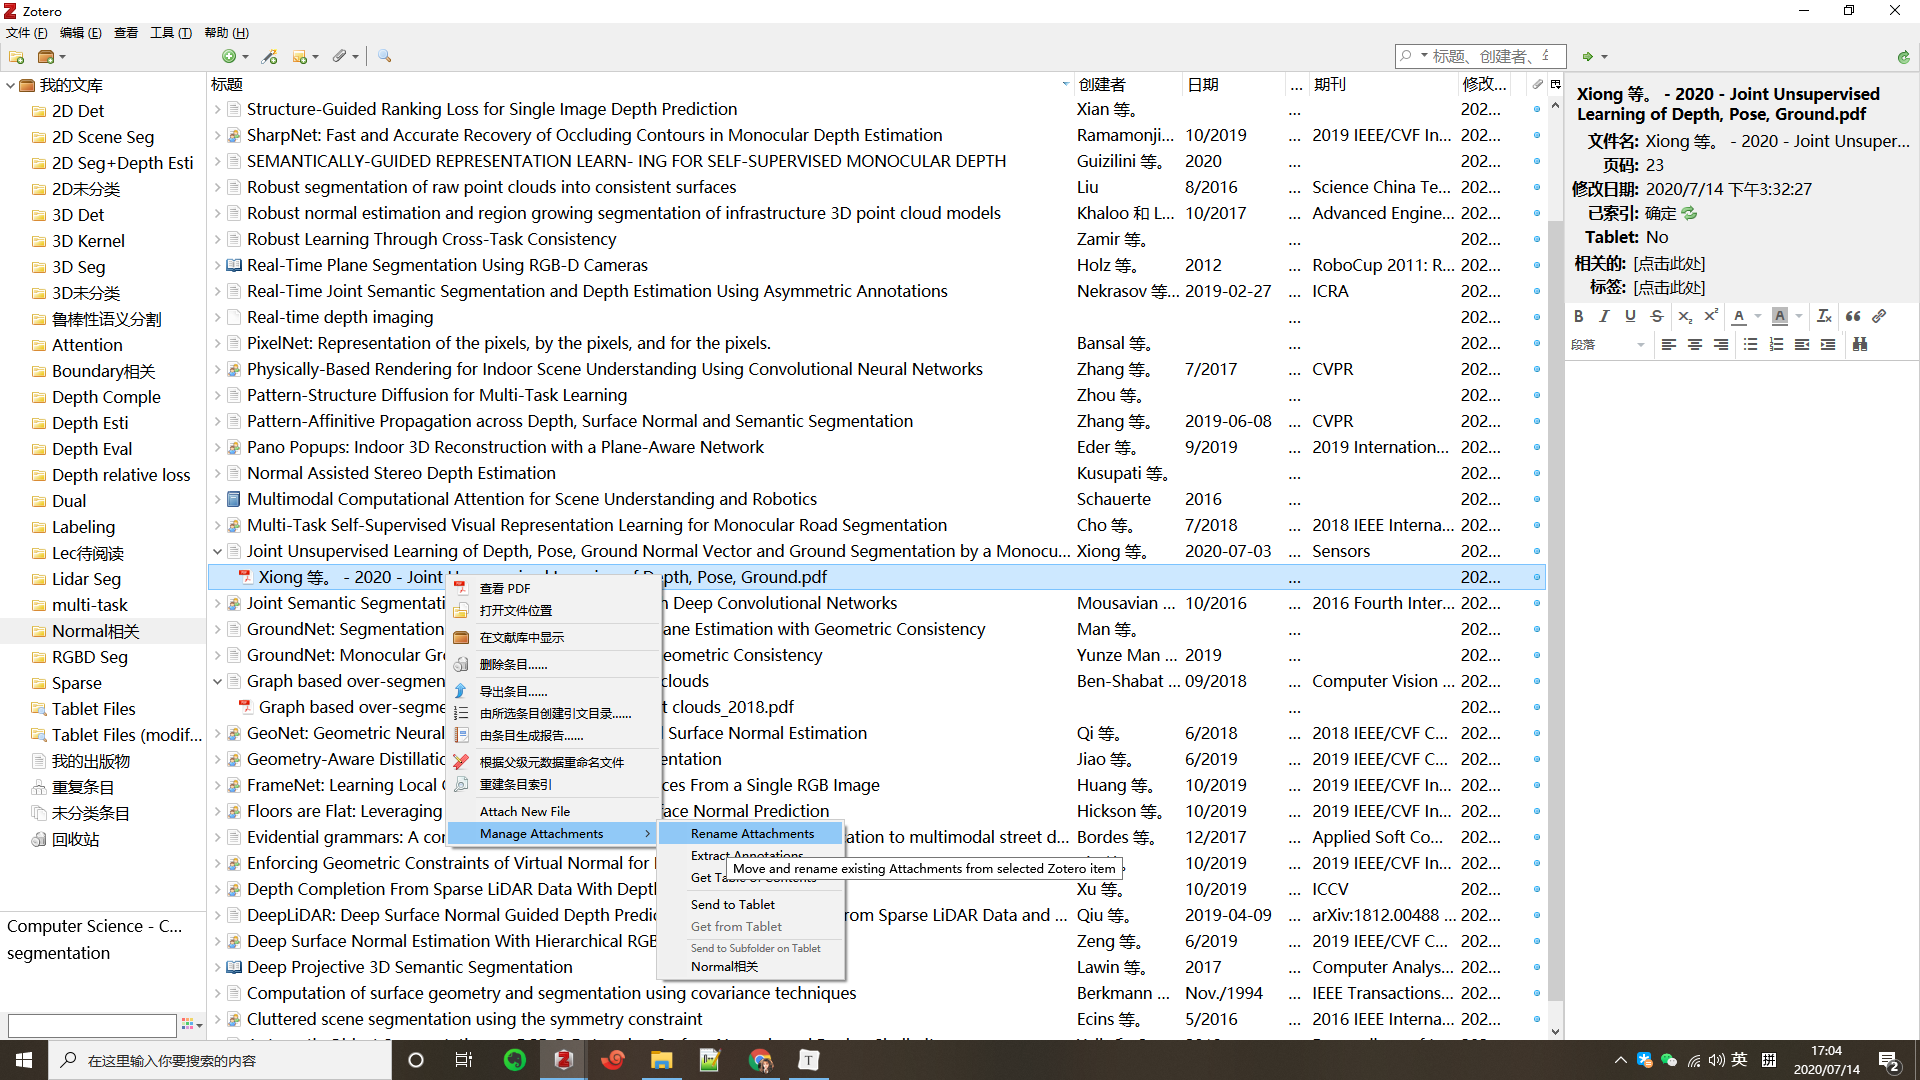 Zotero
文件 (F) 编辑 (E) 查看 工具 (T) 帮助 (H)
标题、创建者、
我的文库
2D Det
2D Scene Seg
2D Seg+Depth Esti
2D未分类
3D Det
3D Kernel
3D Seg
3D未分类
鲁棒性语义分割
Attention
Boundary相关
Depth Comple
Depth Esti
Depth Eval
Depth relative loss
Dual
Labeling
Lec待阅读
Lidar Seg
multi-task
Normal相关
RGBD Seg
Sparse
Tablet Files
Tablet Files (modif...
我的出版物
重复条目
未分类条目
回收站
Computer Science - C...
segmentation
标题 创建者 日期 ... 期刊 修改...
Structure-Guided Ranking Loss for Single Image Depth Prediction Xian 等。 ... 202...
SharpNet: Fast and Accurate Recovery of Occluding Contours in Monocular Depth Estimation Ramamonji... 10/2019 ... 2019 IEEE/CVF In... 202...
SEMANTICALLY-GUIDED REPRESENTATION LEARN- ING FOR SELF-SUPERVISED MONOCULAR DEPTH Guizilini 等。 2020 ... 202...
Robust segmentation of raw point clouds into consistent surfaces Liu 8/2016 ... Science China Te... 202...
Robust normal estimation and region growing segmentation of infrastructure 3D point cloud models Khaloo 和 L... 10/2017 ... Advanced Engine... 202...
Robust Learning Through Cross-Task Consistency Zamir 等。 ... 202...
Real-Time Plane Segmentation Using RGB-D Cameras Holz 等。 2012 ... RoboCup 2011: R... 202...
Real-Time Joint Semantic Segmentation and Depth Estimation Using Asymmetric Annotations Nekrasov 等... 2019-02-27 ... ICRA 202...
Real-time depth imaging ... 202...
PixelNet: Representation of the pixels, by the pixels, and for the pixels. Bansal 等。 ... 202...
Physically-Based Rendering for Indoor Scene Understanding Using Convolutional Neural Networks Zhang 等。 7/2017 ... CVPR 202...
Pattern-Structure Diffusion for Multi-Task Learning Zhou 等。 ... 202...
Pattern-Affinitive Propagation across Depth, Surface Normal and Semantic Segmentation Zhang 等。 2019-06-08 ... CVPR 202...
Pano Popups: Indoor 3D Reconstruction with a Plane-Aware Network Eder 等。 9/2019 ... 2019 Internation... 202...
Normal Assisted Stereo Depth Estimation Kusupati 等。 ... 202...
Multimodal Computational Attention for Scene Understanding and Robotics Schauerte 2016 ... 202...
Multi-Task Self-Supervised Visual Representation Learning for Monocular Road Segmentation Cho 等。 7/2018 ... 2018 IEEE Interna... 202...
Joint Unsupervised Learning of Depth, Pose, Ground Normal Vector and Ground Segmentation by a Monocu... Xiong 等。 2020-07-03 ... Sensors 202...
Xiong 等。 - 2020 - Joint epth, Pose, Ground.pdf ... 202...
Joint Semantic Segmentati n Deep Convolutional Networks Mousavian ... 10/2016 ... 2016 Fourth Inter... 202...
GroundNet: Segmentation ane Estimation with Geometric Consistency Man 等。 ... 202...
GroundNet: Monocular Gr eometric Consistency Yunze Man ... 2019 ... 202...
Graph based over-segmen clouds Ben-Shabat ... 09/2018 ... Computer Vision ... 202...
Graph based over-segme t clouds_2018.pdf ... 202...
GeoNet: Geometric Neural Surface Normal Estimation Qi 等。 6/2018 ... 2018 IEEE/CVF C... 202...
Geometry-Aware Distillatio entation Jiao 等。 6/2019 ... 2019 IEEE/CVF C... 202...
FrameNet: Learning Local ces From a Single RGB Image Huang 等。 10/2019 ... 2019 IEEE/CVF In... 202...
Floors are Flat: Leveraging face Normal Prediction Hickson 等。 10/2019 ... 2019 IEEE/CVF In... 202...
Evidential grammars: A co ation to multimodal street d... Bordes 等。 12/2017 ... Applied Soft Co... 202...
Enforcing Geometric Constraints of Virtual Normal for 10/2019 ... 2019 IEEE/CVF In... 202...
Depth Completion From Sparse LiDAR Data With Dept Xu 等。 10/2019 ... ICCV 202...
DeepLiDAR: Deep Surface Normal Guided Depth Predic om Sparse LiDAR Data and ... Qiu 等。 2019-04-09 ... arXiv:1812.00488 ... 202...
Deep Surface Normal Estimation With Hierarchical RGB Zeng 等。 6/2019 ... 2019 IEEE/CVF C... 202...
Deep Projective 3D Semantic Segmentation Lawin 等。 2017 ... Computer Analys... 202...
Computation of surface geometry and segmentation using covariance techniques Berkmann ... Nov./1994 ... IEEE Transactions... 202...
Cluttered scene segmentation using the symmetry constraint Ecins 等。 5/2016 ... 2016 IEEE Interna... 202...
查看 PDF
打开文件位置
在文献库中显示
删除条目......
导出条目......
由所选条目创建引文目录......
由条目生成报告......
根据父级元数据重命名文件
重建条目索引
Attach New File
Manage Attachments
Rename Attachments
Extract Annotations
Move and rename existing Attachments from selected Zotero item
Get Table of Contents
Send to Tablet
Get from Tablet
Send to Subfolder on Tablet
Normal相关
Xiong 等。 - 2020 - Joint Unsupervised
Learning of Depth, Pose, Ground.pdf
文件名: Xiong 等。 - 2020 - Joint Unsuper...
页码: 23
修改日期: 2020/7/14 下午3:32:27
已索引: 确定
Tablet: No
相关的: [点击此处]
标签: [点击此处]
B I U S X₂ X² A A Tx
段落
在这里输入你要搜索的内容
英
17:04
2020/07/14
2